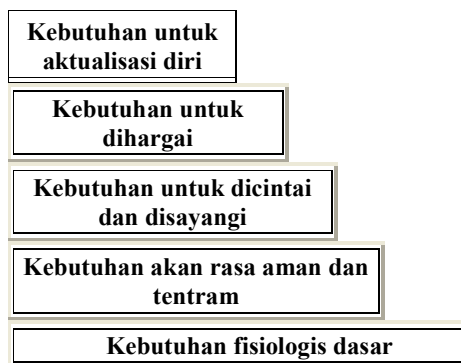 Kebutuhan untuk
aktualisasi diri
Kebutuhan untuk
dihargai
Kebutuhan untuk dicintai
dan disayangi
Kebutuhan akan rasa aman dan
tentram
Kebutuhan fisiologis dasar